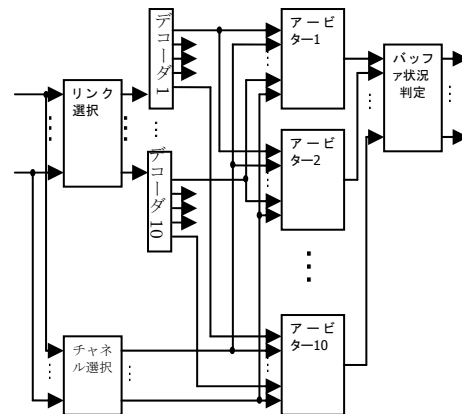 リンク
選択
デコーダ 1
デコーダ 10
チャネ
ル選択
アービ
ター1
アービ
ター2
アービ
ター10
バッフ
ァ状況
判定